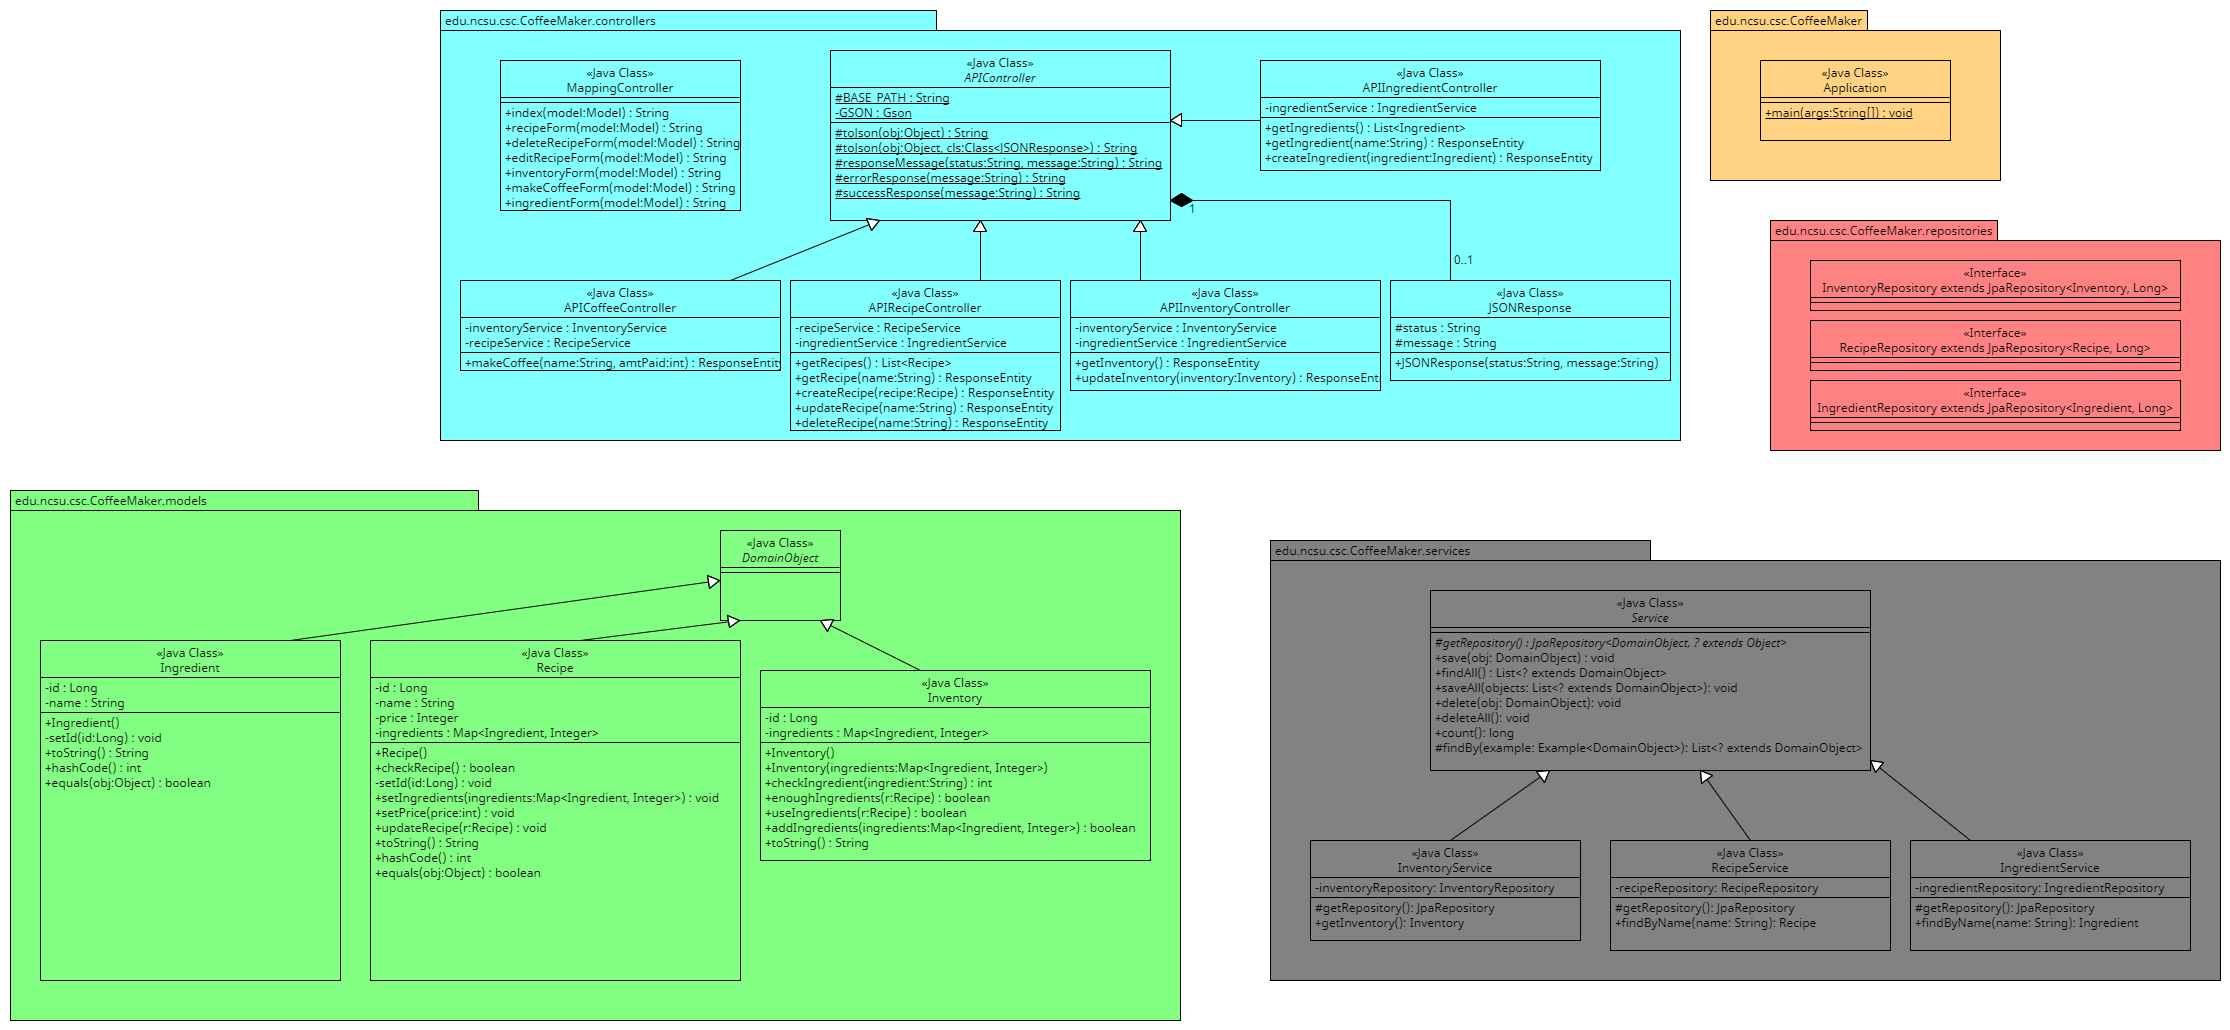 edu.ncsu.csc.CoffeeMaker.controllers
«Java Class»
MappingController
+index(model:Model) : String
+recipeForm(model:Model) : String
+deleteRecipeForm(model:Model) : String
+editRecipeForm(model:Model) : String
+inventoryForm(model:Model) : String
+makeCoffeeForm(model:Model) : String
+ingredientForm(model:Model) : String
«Java Class»
APIController
#BASE_PATH : String
-GSON : Gson
#toJson(obj:Object) : String
#toJson(obj:Object, cls:Class<JSONResponse>) : String
#responseMessage(status:String, message:String) : String
#errorResponse(message:String) : String
#successResponse(message:String) : String
«Java Class»
APIIngredientController
-ingredientService : IngredientService
+getIngredients() : List<Ingredient>
+getIngredient(name:String) : ResponseEntity
+createIngredient(ingredient:Ingredient) : ResponseEntity
1
0..1
«Java Class»
APICoffeeController
-inventoryService : InventoryService
-recipeService : RecipeService
+makeCoffee(name:String, amtPaid:int) : ResponseEntity
«Java Class»
APIRecipeController
-recipeService : RecipeService
-ingredientService : IngredientService
+getRecipes() : List<Recipe>
+getRecipe(name:String) : ResponseEntity
+createRecipe(recipe:Recipe) : ResponseEntity
+updateRecipe(name:String) : ResponseEntity
+deleteRecipe(name:String) : ResponseEntity
«Java Class»
APIInventoryController
-inventoryService : InventoryService
-ingredientService : IngredientService
+getInventory() : ResponseEntity
+updateInventory(inventory:Inventory) : ResponseEnt
«Java Class»
JSONResponse
#status : String
#message : String
+JSONResponse(status:String, message:String)
edu.ncsu.csc.CoffeeMaker
«Java Class»
Application
+main(args:String[]) : void
edu.ncsu.csc.CoffeeMaker.repositories
«Interface»
InventoryRepository extends JpaRepository<Inventory, Long>
«Interface»
RecipeRepository extends JpaRepository<Recipe, Long>
«Interface»
IngredientRepository extends JpaRepository<Ingredient, Long>
edu.ncsu.csc.CoffeeMaker.models
«Java Class»
DomainObject
«Java Class»
Ingredient
-id : Long
-name : String
+Ingredient()
-setId(id:Long) : void
+toString() : String
+hashCode() : int
+equals(obj:Object) : boolean
«Java Class»
Recipe
-id : Long
-name : String
-price : Integer
-ingredients : Map<Ingredient, Integer>
+Recipe()
+checkRecipe() : boolean
-setId(id:Long) : void
+setIngredients(ingredients:Map<Ingredient, Integer>) : void
+setPrice(price:int) : void
+updateRecipe(r:Recipe) : void
+toString() : String
+hashCode() : int
+equals(obj:Object) : boolean
«Java Class»
Inventory
-id : Long
-ingredients : Map<Ingredient, Integer>
+Inventory()
+Inventory(ingredients:Map<Ingredient, Integer>)
+checkIngredient(ingredient:String) : int
+enoughIngredients(r:Recipe) : boolean
+useIngredients(r:Recipe) : boolean
+addIngredients(ingredients:Map<Ingredient, Integer>) : boolean
+toString() : String
edu.ncsu.csc.CoffeeMaker.services
«Java Class»
Service
#getRepository() : JpaRepository<DomainObject, ? extends Object>
+save(obj: DomainObject) : void
+findAll() : List<? extends DomainObject>
+saveAll(objects: List<? extends DomainObject>): void
+delete(obj: DomainObject): void
+deleteAll(): void
+count(): long
#findBy(example: Example<DomainObject>): List<? extends DomainObject>
«Java Class»
InventoryService
-inventoryRepository: InventoryRepository
#getRepository(): JpaRepository
+getInventory(): Inventory
«Java Class»
RecipeService
-recipeRepository: RecipeRepository
#getRepository(): JpaRepository
+findByName(name: String): Recipe
«Java Class»
IngredientService
-ingredientRepository: IngredientRepository
#getRepository(): JpaRepository
+findByName(name: String): Ingredient